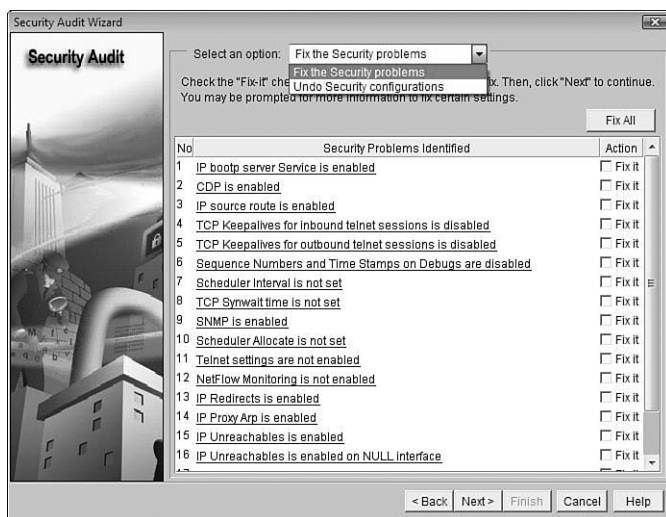 Security Audit Wizard
Security Audit
Select an option:
Fix the Security problems
Fix the Security problems
Undo Security configurations
Check the "Fix-it" che
ix. Then, click "Next" to continue.
You may be prompted for more information to fix certain settings.
Fix All
No Security Problems Identified Action
1 IP bootp server Service is enabled Fix it
2 CDP is enabled Fix it
3 IP source route is enabled Fix it
4 TCP Keepalives for inbound telnet sessions is disabled Fix it
5 TCP Keepalives for outbound telnet sessions is disabled Fix it
6 Sequence Numbers and Time Stamps on Debugs are disabled Fix it
7 Scheduler Interval is not set Fix it
8 TCP Synwait time is not set Fix it
9 SNMP is enabled Fix it
10 Scheduler Allocate is not set Fix it
11 Telnet settings are not enabled Fix it
12 NetFlow Monitoring is not enabled Fix it
13 IP Redirects is enabled Fix it
14 IP Proxy Arp is enabled Fix it
15 IP Unreachables is enabled Fix it
16 IP Unreachables is enabled on NULL interface Fix it
< Back Next > Finish Cancel Help